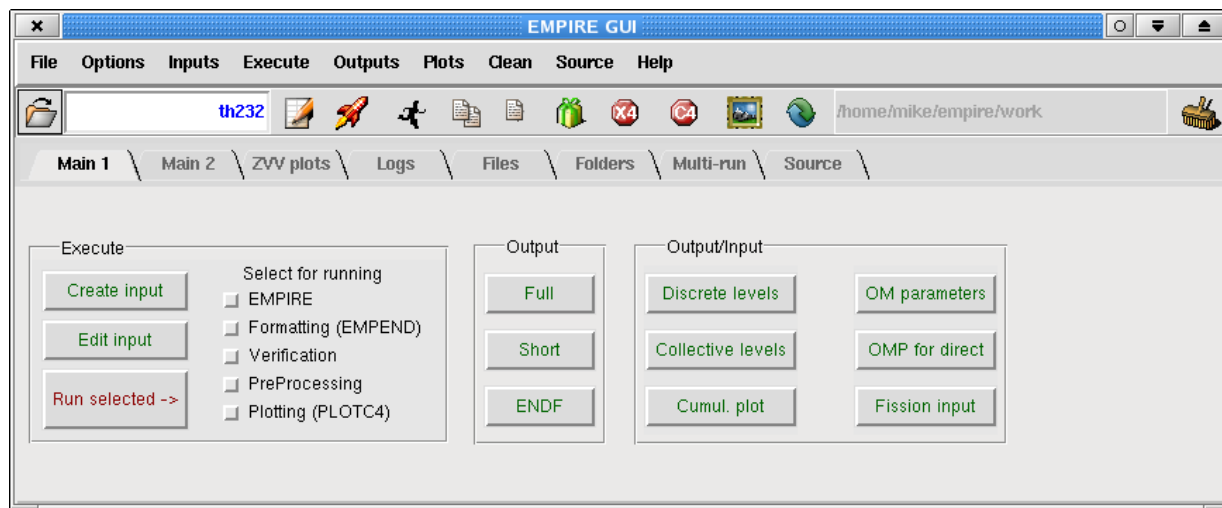 EMPIRE GUI
File Options Inputs Execute Outputs Plots Clean Source Help
th232 X4 C4 /home/mike/empire/work
Main 1 Main 2 ZVV plots Logs Files Folders Multi-run Source
Execute
Select for running
Create input
EMPIRE
Formatting (EMPEND)
Edit input
Verification
PreProcessing
Run selected ->
Plotting (PLOTC4)
Output
Full
Short
ENDF
Output/Input
Discrete levels OM parameters
Collective levels OMP for direct
Cumul. plot Fission input